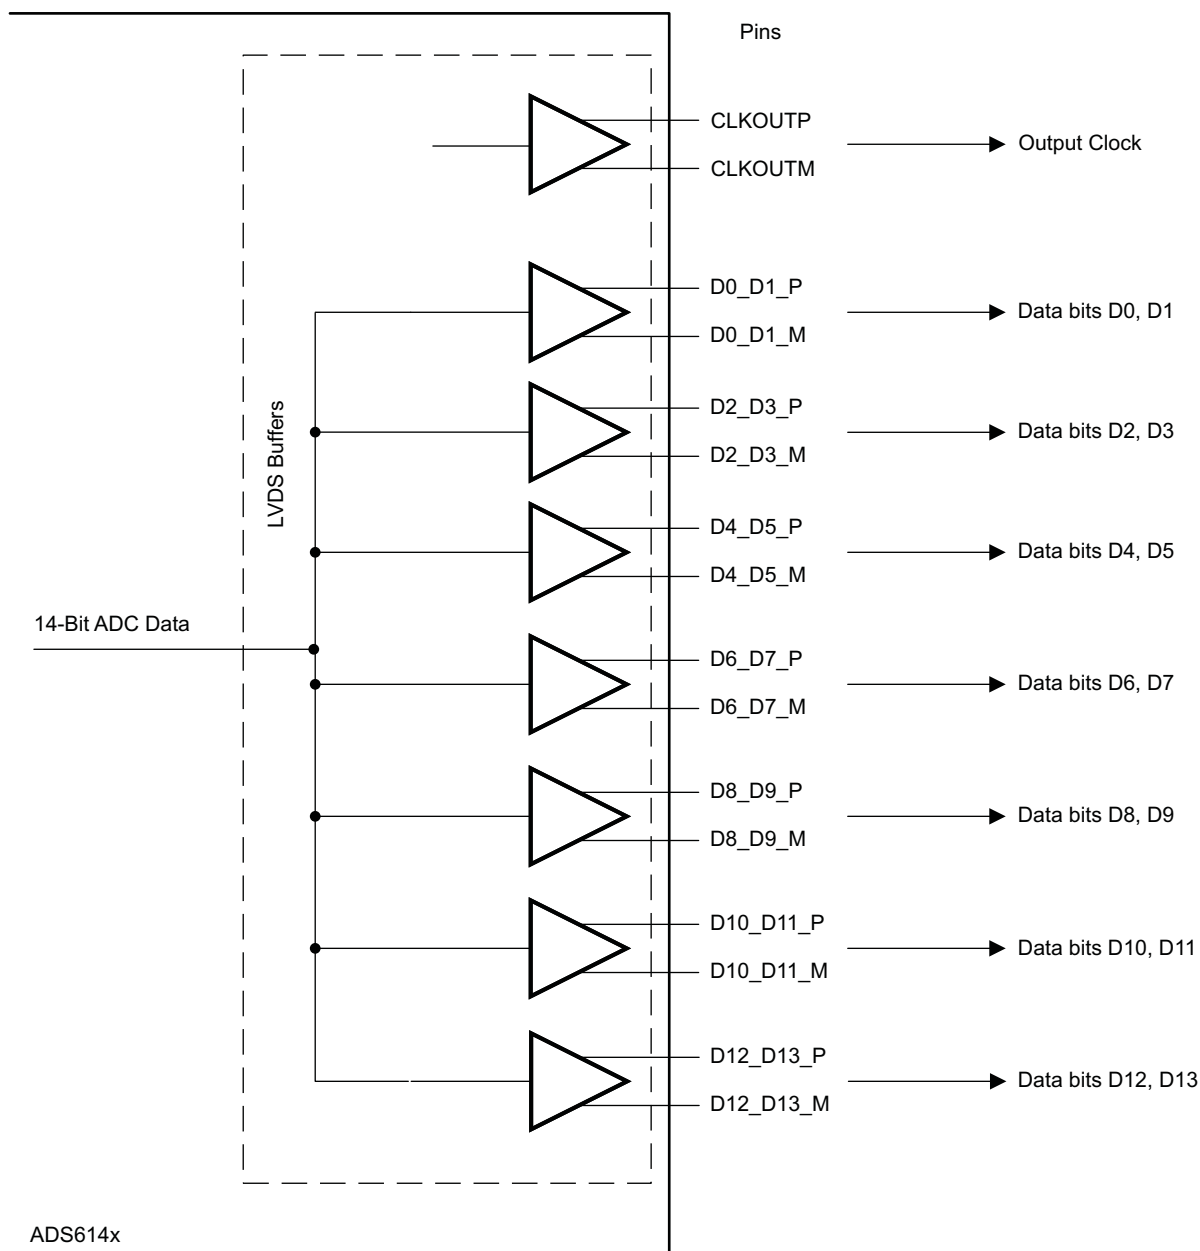 Pins
CLKOUTP
CLKOUTM
Output Clock
D0_D1_P
D0_D1_M
Data bits D0, D1
D2_D3_P
D2_D3_M
Data bits D2, D3
LVDS Buffers
D4_D5_P
D4_D5_M
Data bits D4, D5
14-Bit ADC Data
D6_D7_P
D6_D7_M
Data bits D6, D7
D8_D9_P
D8_D9_M
Data bits D8, D9
D10_D11_P
D10_D11_M
Data bits D10, D11
D12_D13_P
D12_D13_M
Data bits D12, D13
ADS614x